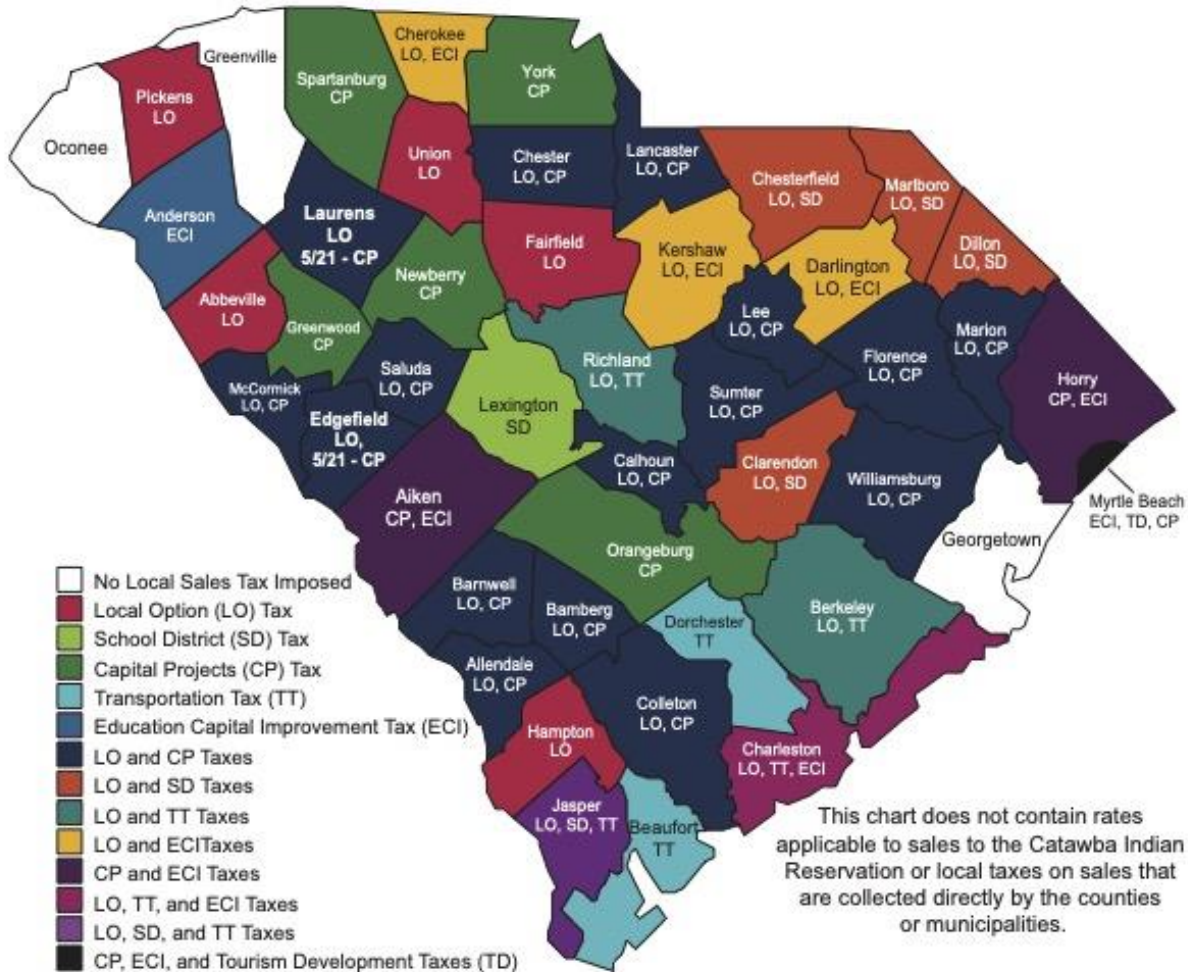 Cherokee
LO, ECI
Greenville
Spartanburg
CP
York
CP
Pickens
LO
Oconee
Union
LO
Chester
LO, CP
Lancaster
LO, CP
Chesterfield
LO, SD
Marlboro
LO, SD
Anderson
ECI
Laurens
LO
5/21 - CP
Fairfield
LO
Kershaw
LO, ECI
Darlington
LO, ECI
Dillon
LO, SD
Newberry
CP
Abbeville
LO
Greenwood
CP
Lee
LO, CP
Marion
LO, CP
Saluda
LO, CP
Richland
LO, TT
Florence
LO, CP
Horry
CP, ECI
McCormick
LO, CP
Edgefield
LO,
5/21 - CP
Lexington
SD
Sumter
LO, CP
Calhoun
LO, CP
Clarendon
LO, SD
Williamsburg
LO, CP
Myrtle Beach
ECI, TD, CP
Aiken
CP, ECI
Georgetown
Orangeburg
CP
Barnwell
LO, CP
Bamberg
LO, CP
Berkeley
LO, TT
Dorchester
TT
Allendale
LO, CP
Colleton
LO, CP
Hampton
LO
Charleston
LO, TT, ECI
Jasper
LO, SD, TT
Beaufort
TT
No Local Sales Tax Imposed
Local Option (LO) Tax
School District (SD) Tax
Capital Projects (CP) Tax
Transportation Tax (TT)
Education Capital Improvement Tax (ECI)
LO and CP Taxes
LO and SD Taxes
LO and TT Taxes
LO and ECITaxes
CP and ECI Taxes
LO, TT, and ECI Taxes
LO, SD, and TT Taxes
CP, ECI, and Tourism Development Taxes (TD)
This chart does not contain rates
applicable to sales to the Catawba Indian
Reservation or local taxes on sales that
are collected directly by the counties
or municipalities.